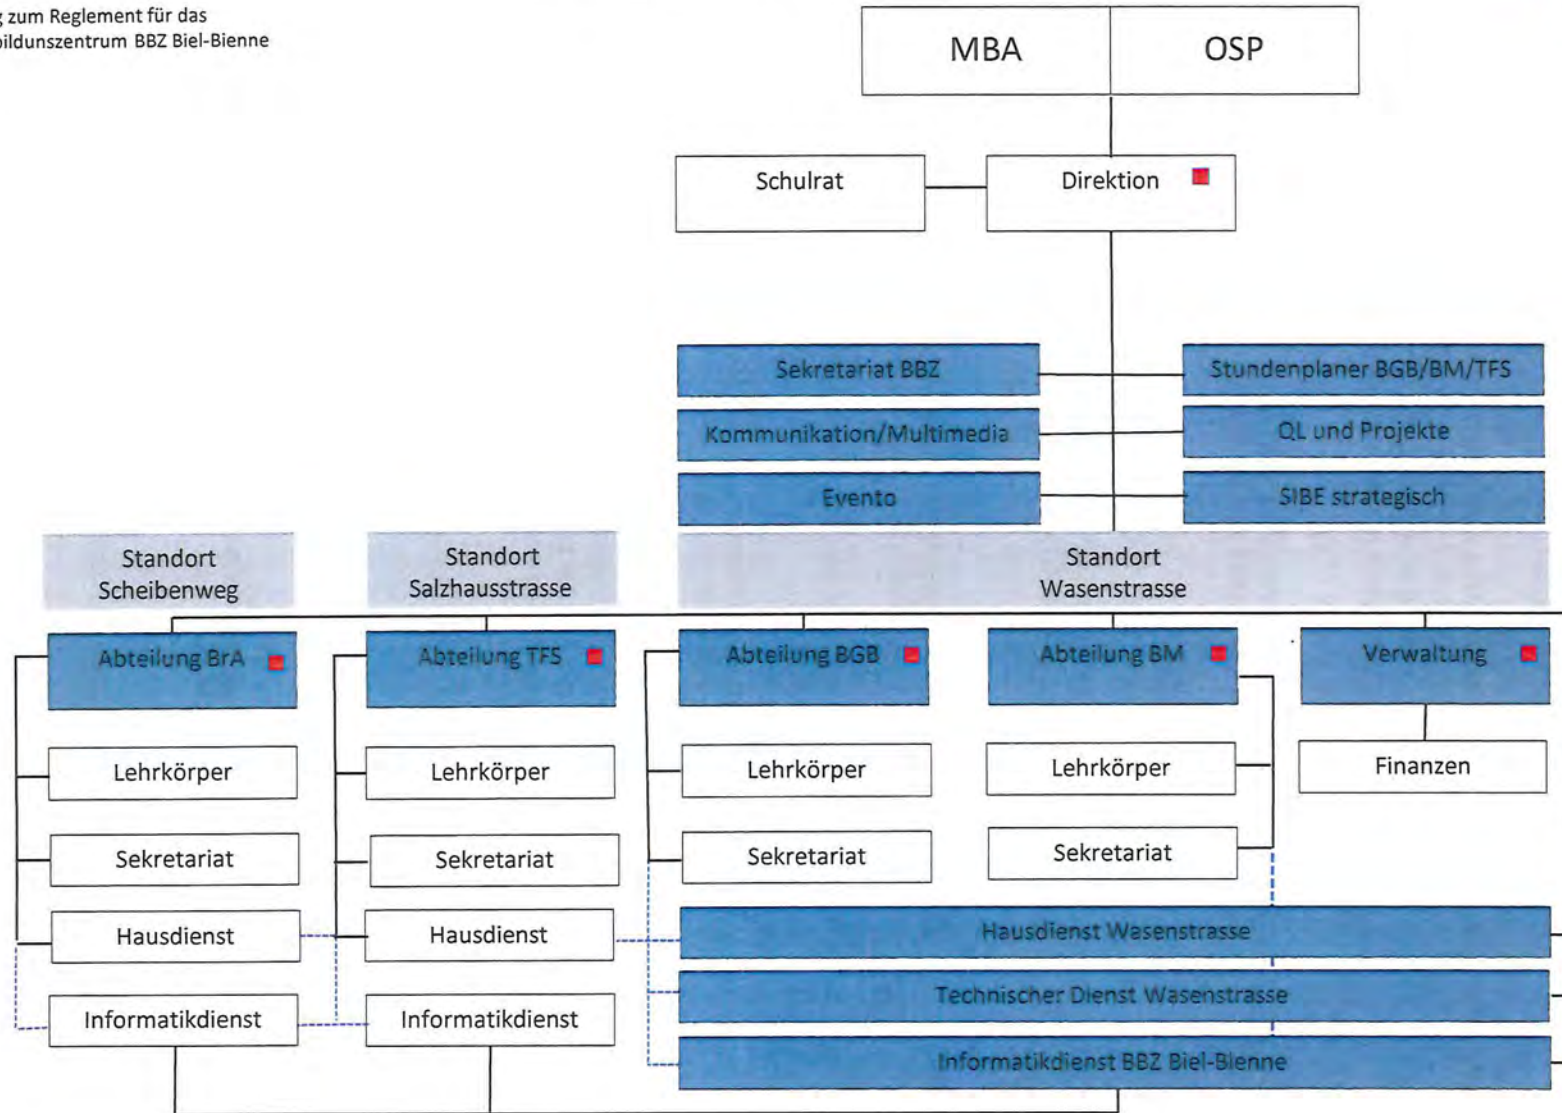 g zum Reglement für das
bildunszentrum BBZ Biel-Bienne
MBA
OSP
Schulrat
Direktion
Sekretariat BBZ
Stundenplaner BGB/BM/TFS
Kommunikation/Multimedia
QL und Projekte
Evento
SIBE strategisch
Standort
Scheibenweg
Standort
Salzhausstrasse
Standort
Wasenstrasse
Abteilung BrA
Abteilung TFS
Abteilung BGB
Abteilung BM
Verwaltung
Lehrkörper
Lehrkörper
Lehrkörper
Lehrkörper
Finanzen
Sekretariat
Sekretariat
Sekretariat
Sekretariat
Hausdienst
Hausdienst
Hausdienst Wasenstrasse
Technischer Dienst Wasenstrasse
Informatikdienst
Informatikdienst
Informatikdienst BBZ Biel-Bienne